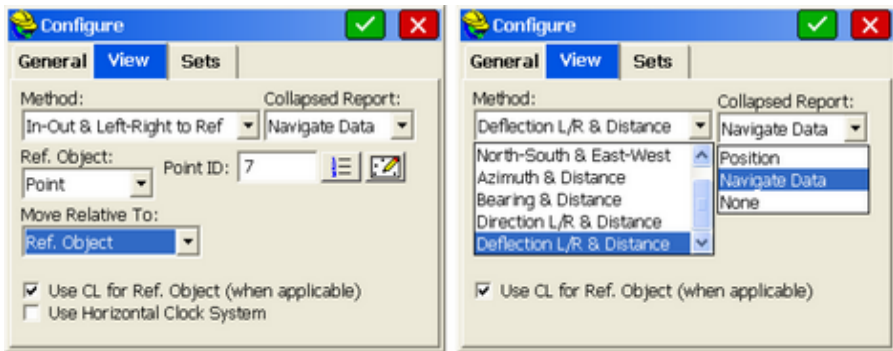 Configure
General View Sets
Method: Collapsed Report:
In-Out & Left-Right to Ref Navigate Data
Ref. Object: Point ID: 7
Point
Move Relative To:
Ref. Object
Use CL for Ref. Object (when applicable)
Use Horizontal Clock System
Configure
General View Sets
Method: Collapsed Report:
Deflection L/R & Distance Navigate Data
North-South & East-West Position
Azimuth & Distance Navigate Data
Bearing & Distance None
Direction L/R & Distance
Deflection L/R & Distance
Use CL for Ref. Object (when applicable)